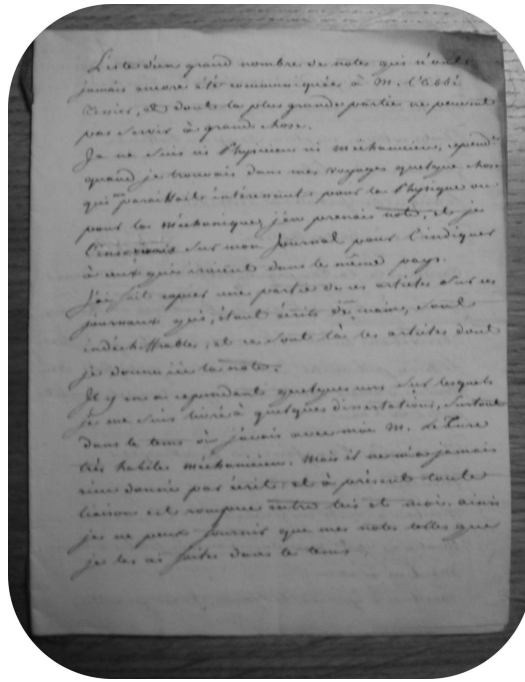 Liste d'un grand nombre de notes qui n'ont
jamais encore été communiquées à M. l'abbé
Tessier, et dont la plus grande partie ne peuvent
pas servir à grand chose.
Je ne suis ni Physicien ni méchanicien, cepend.t
quand je trouvais dans mes voyages quelque chose
qui me paraissait intéressant pour la Physique ou
pour la méchanique, j'en prenais note, et je
l'inserois sur mon Journal pour l'indiquer
à ceux qui iroient dans le même pays.
J'ai fait copier une partie de ces articles sur ces
journaux qui, étant écrits de ma main, sont
indéchiffrables, et ce sont là les articles dont
je donne ici la note.
Il y en a cependant quelques uns sur lesquels
je me suis livré à quelques dissertations, surtout
dans le tems où j'avais avec moi M.
très habile méchanicien. mais il ne m'a jamais
rien donné par écrit, et à présent toute
liaison est rompue entre lui et moi, ainsi
je ne peux fournir que mes notes telles que
je les ai faites dans le tems